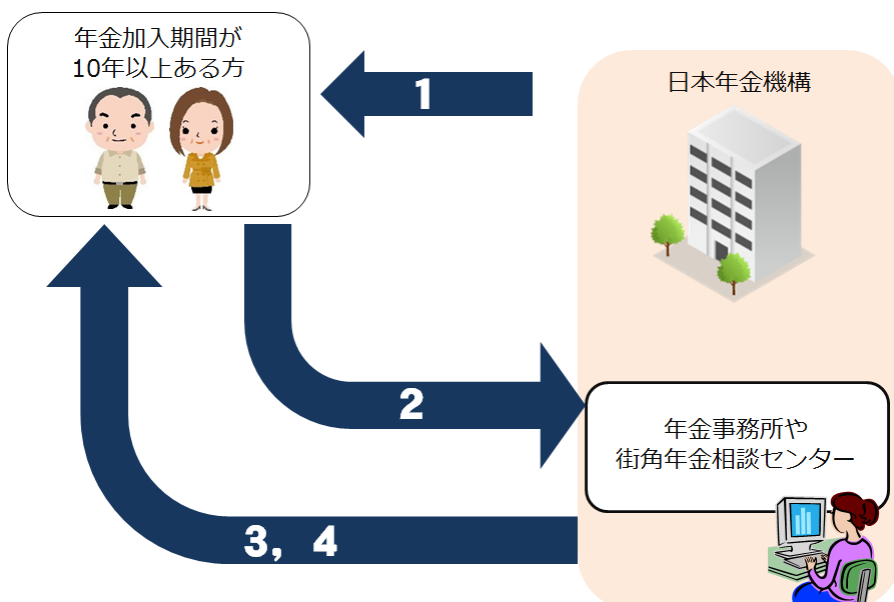 年金加入期間が
10年以上ある方
1
日本年金機構
2
年金事務所や
街角年金相談センター
3，4